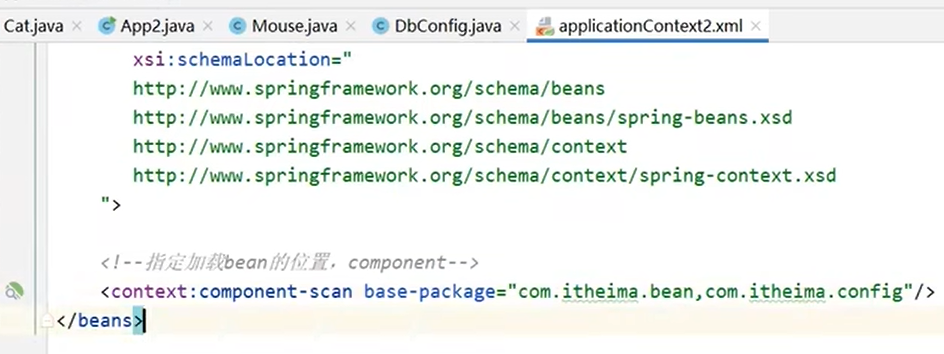 Cat.java App2.java Mouse.java DbConfig.java applicationContext2.xml
xsi:schemaLocation="
http://www.springframework.org/schema/beans
http://www.springframework.org/schema/beans/spring-beans.xsd
http://www.springframework.org/schema/context
http://www.springframework.org/schema/context/spring-context.xsd
">
<!--指定加载bean的位置，component-->
<context:component-scan base-package="com.itheima.bean,com.itheima.config"/>
</beans>